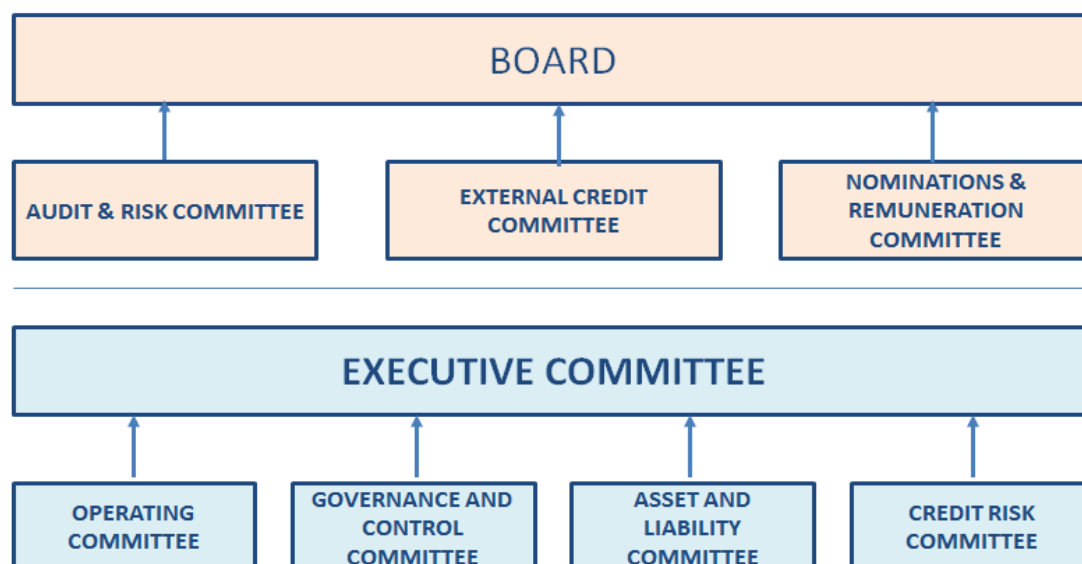 BOARD
AUDIT & RISK COMMITTEE
EXTERNAL CREDIT
COMMITTEE
NOMINATIONS &
REMUNERATION
COMMITTEE
EXECUTIVE COMMITTEE
OPERATING
COMMITTEE
GOVERNANCE AND
CONTROL
COMMITTEE
ASSET AND
LIABILITY
COMMITTEE
CREDIT RISK
COMMITTEE